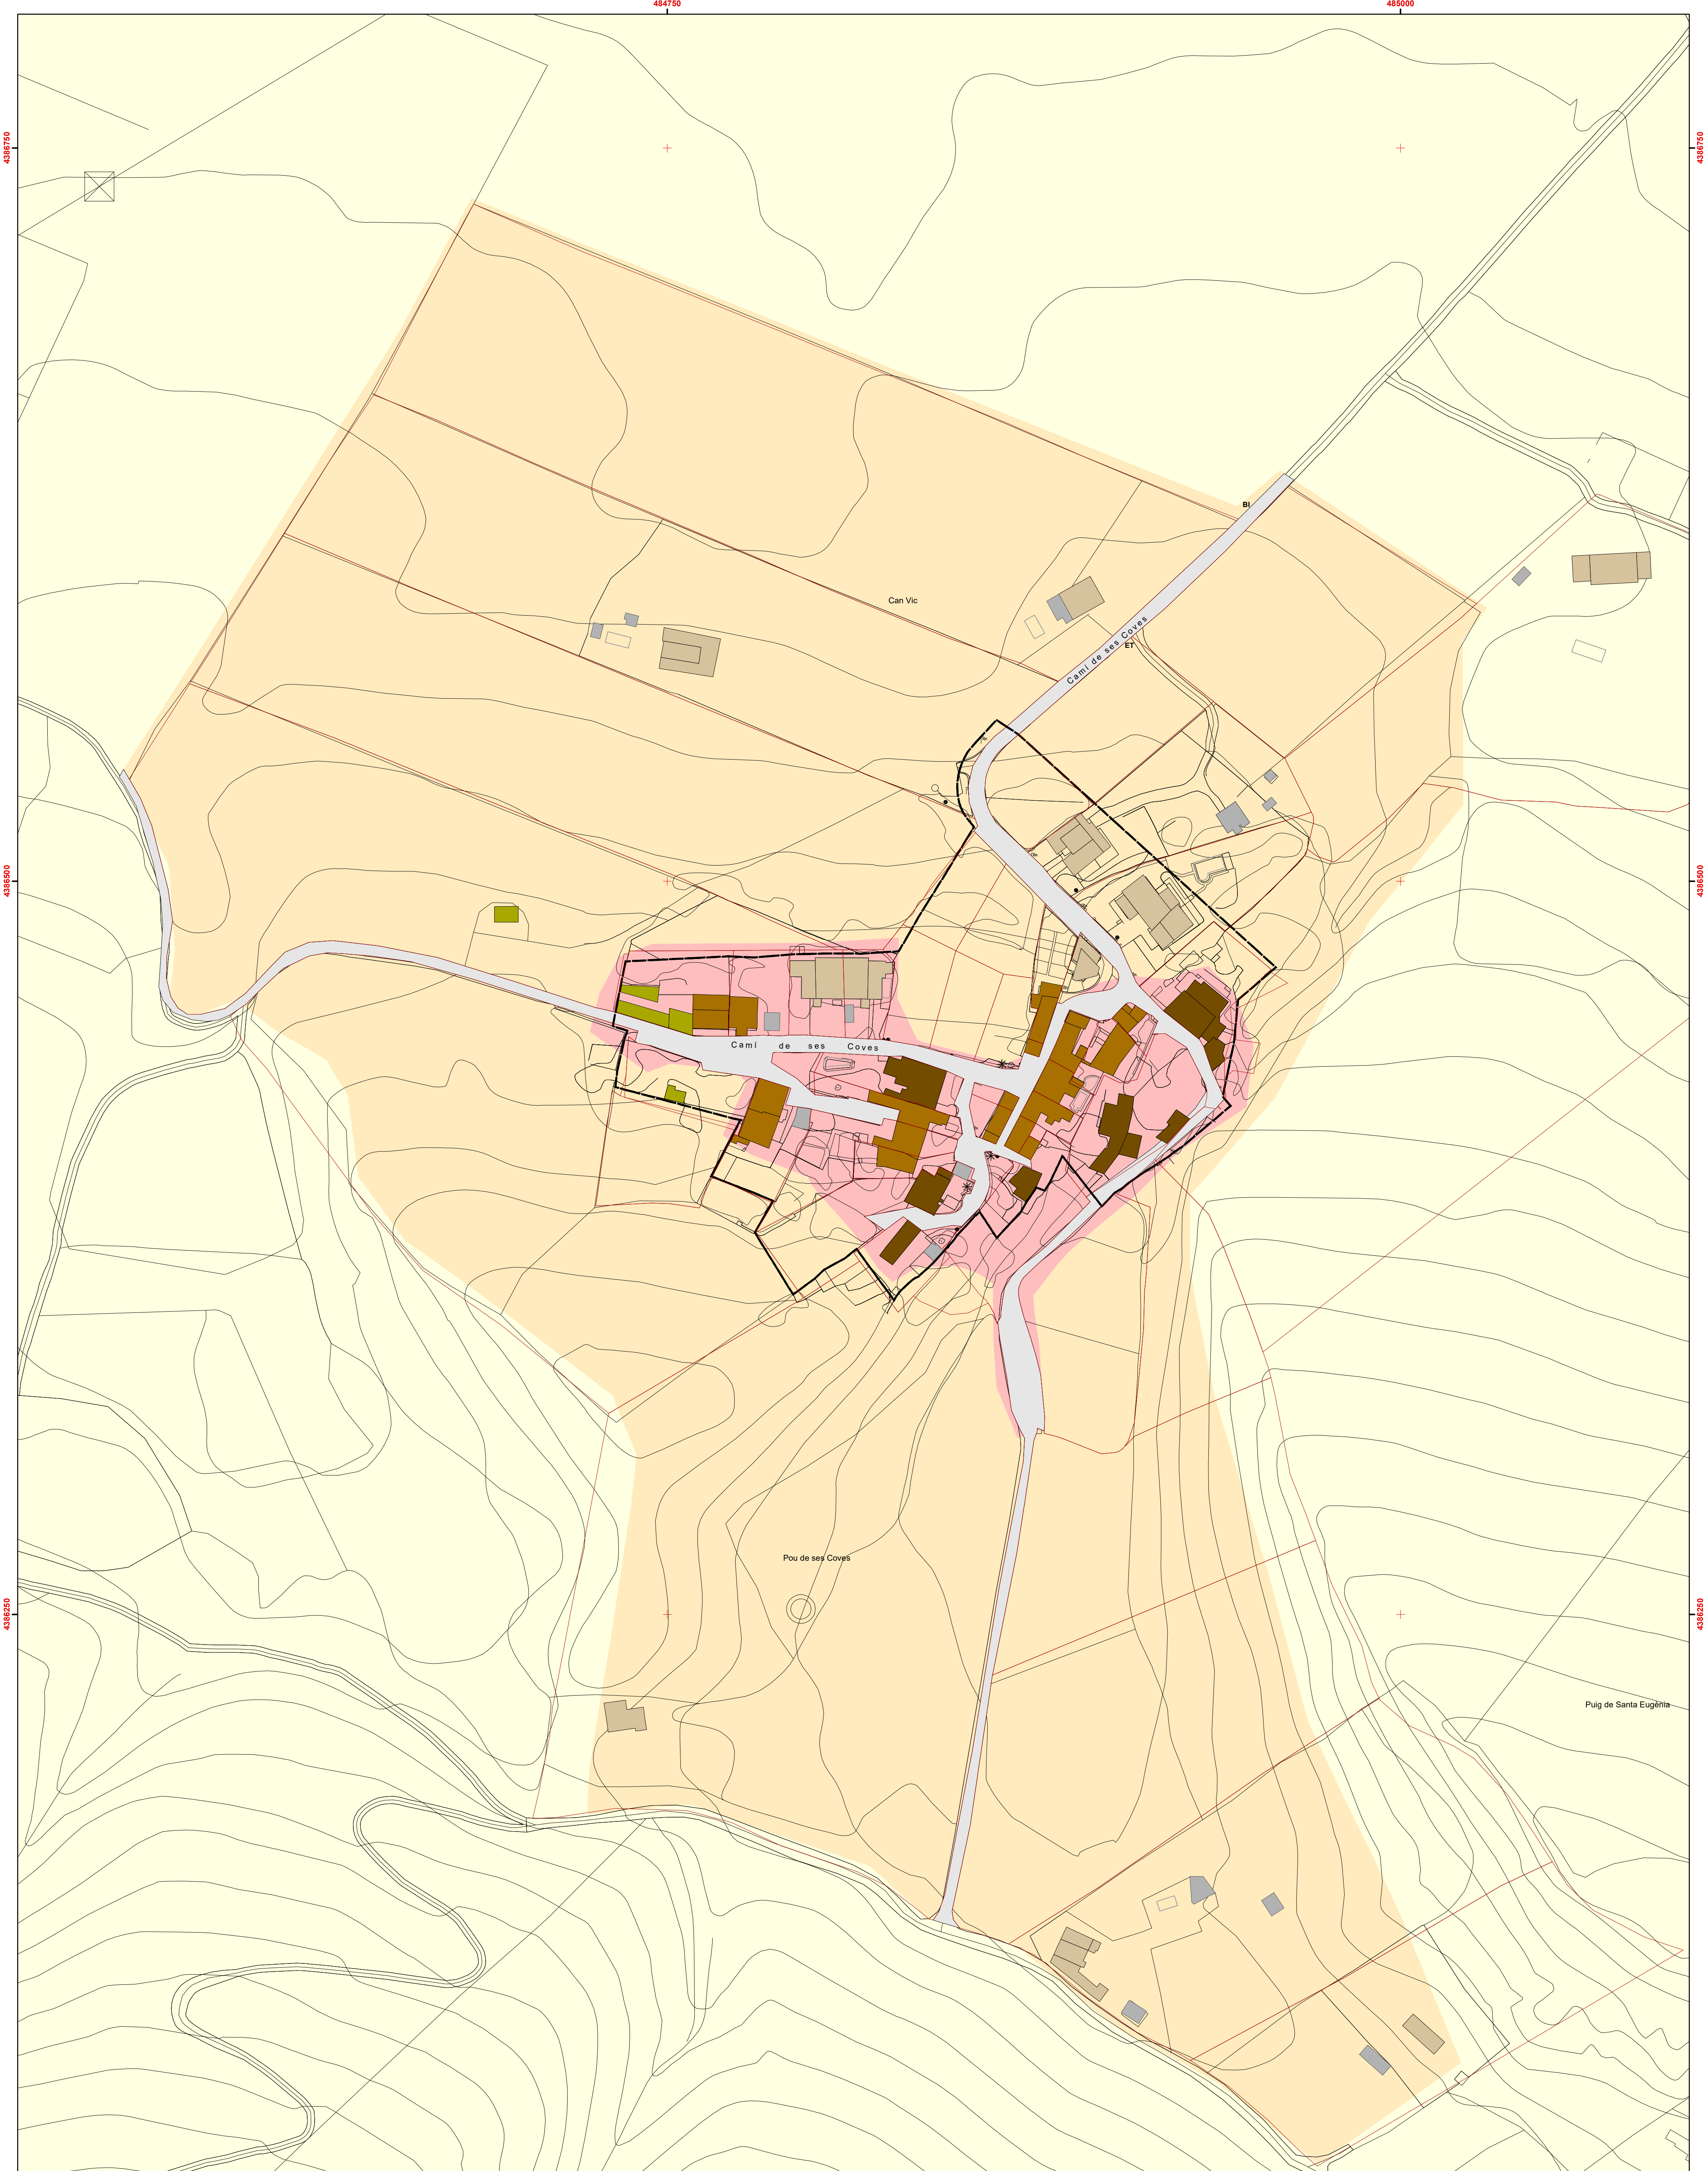 484750
485000
4386750
4386750
BI
Can Vic
Camí de ses Coves
ET
4386500
4386500
Camí de ses Coves
Pou de ses Coves
4386250
4386250
Puig de Santa Eugènia